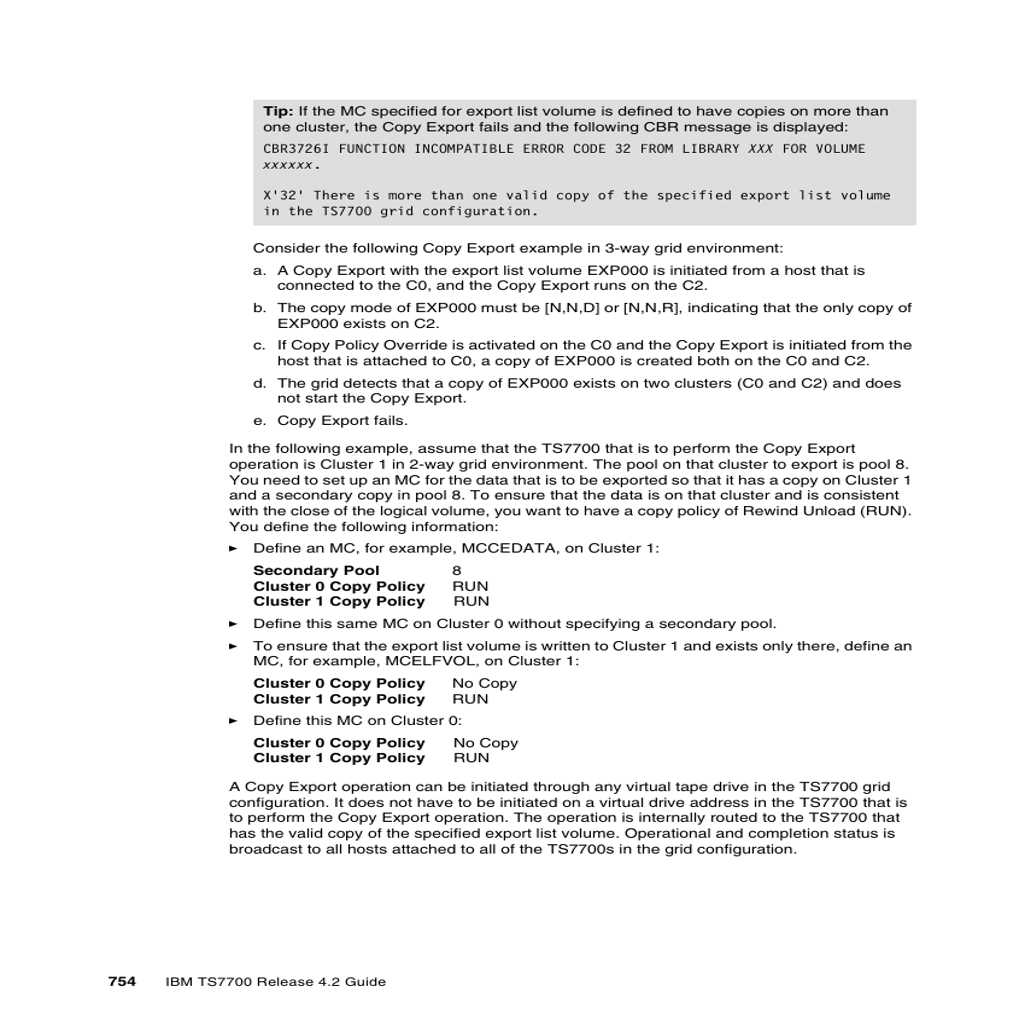 Tip: If the MC specified for export list volume is defined to have copies on more than
one cluster, the Copy Export fails and the following CBR message is displayed:
CBR3726I FUNCTION INCOMPATIBLE ERROR CODE 32 FROM LIBRARY XXX FOR VOLUME
xxxxxx.
X'32' There is more than one valid copy of the specified export list volume
in the TS7700 grid configuration.
Consider the following Copy Export example in 3-way grid environment:
a. A Copy Export with the export list volume EXP000 is initiated from a host that is
connected to the C0, and the Copy Export runs on the C2.
b. The copy mode of EXP000 must be [N,N,D] or [N,N,R], indicating that the only copy of
EXP000 exists on C2.
c. If Copy Policy Override is activated on the C0 and the Copy Export is initiated from the
host that is attached to C0, a copy of EXP000 is created both on the C0 and C2.
d. The grid detects that a copy of EXP000 exists on two clusters (C0 and C2) and does
not start the Copy Export.
e. Copy Export fails.
In the following example, assume that the TS7700 that is to perform the Copy Export
operation is Cluster 1 in 2-way grid environment. The pool on that cluster to export is pool 8.
You need to set up an MC for the data that is to be exported so that it has a copy on Cluster 1
and a secondary copy in pool 8. To ensure that the data is on that cluster and is consistent
with the close of the logical volume, you want to have a copy policy of Rewind Unload (RUN).
You define the following information:
► Define an MC, for example, MCCEDATA, on Cluster 1:
Secondary Pool 8
Cluster 0 Copy Policy RUN
Cluster 1 Copy Policy RUN
► Define this same MC on Cluster 0 without specifying a secondary pool.
► To ensure that the export list volume is written to Cluster 1 and exists only there, define an
MC, for example, MCELFVOL, on Cluster 1:
Cluster 0 Copy Policy No Copy
Cluster 1 Copy Policy RUN
► Define this MC on Cluster 0:
Cluster 0 Copy Policy No Copy
Cluster 1 Copy Policy RUN
A Copy Export operation can be initiated through any virtual tape drive in the TS7700 grid
configuration. It does not have to be initiated on a virtual drive address in the TS7700 that is
to perform the Copy Export operation. The operation is internally routed to the TS7700 that
has the valid copy of the specified export list volume. Operational and completion status is
broadcast to all hosts attached to all of the TS7700s in the grid configuration.
754 IBM TS7700 Release 4.2 Guide